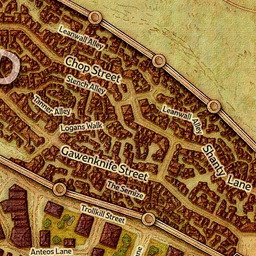 Leanwall Alley
Chop Street
Stench Alley
Tanner Alley
Leanwall Alley
Logans Walk
Shanty Lane
Gawenknife Street
The Semize
Trollkill Street
Anteos Lane